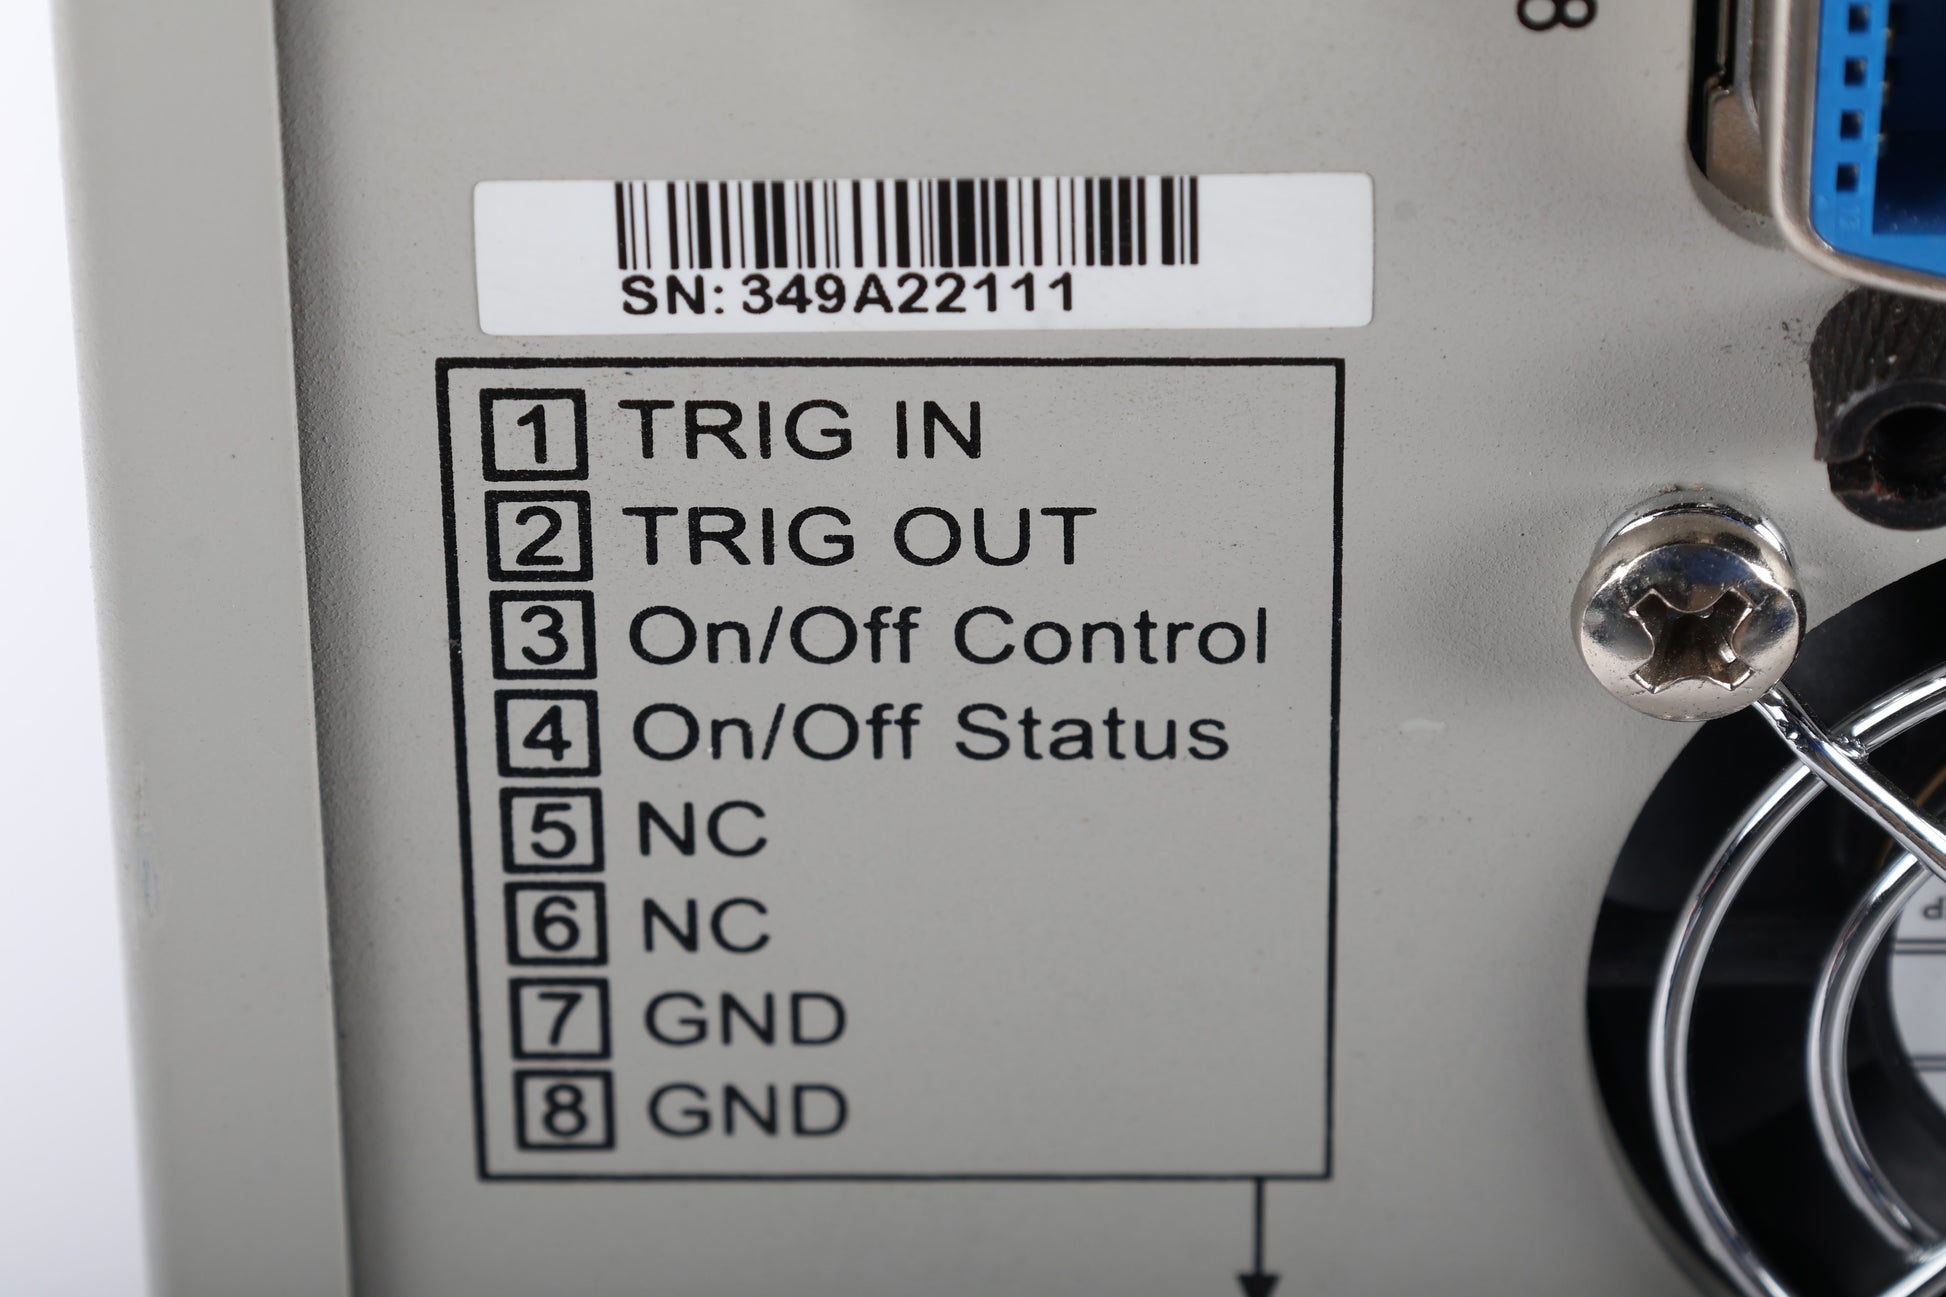 8
SN: 349A22111
1 TRIG IN
2 TRIG OUT
3 On/Off Control
4 On/Off Status
5 NC
6 NC
7 GND
8 GND